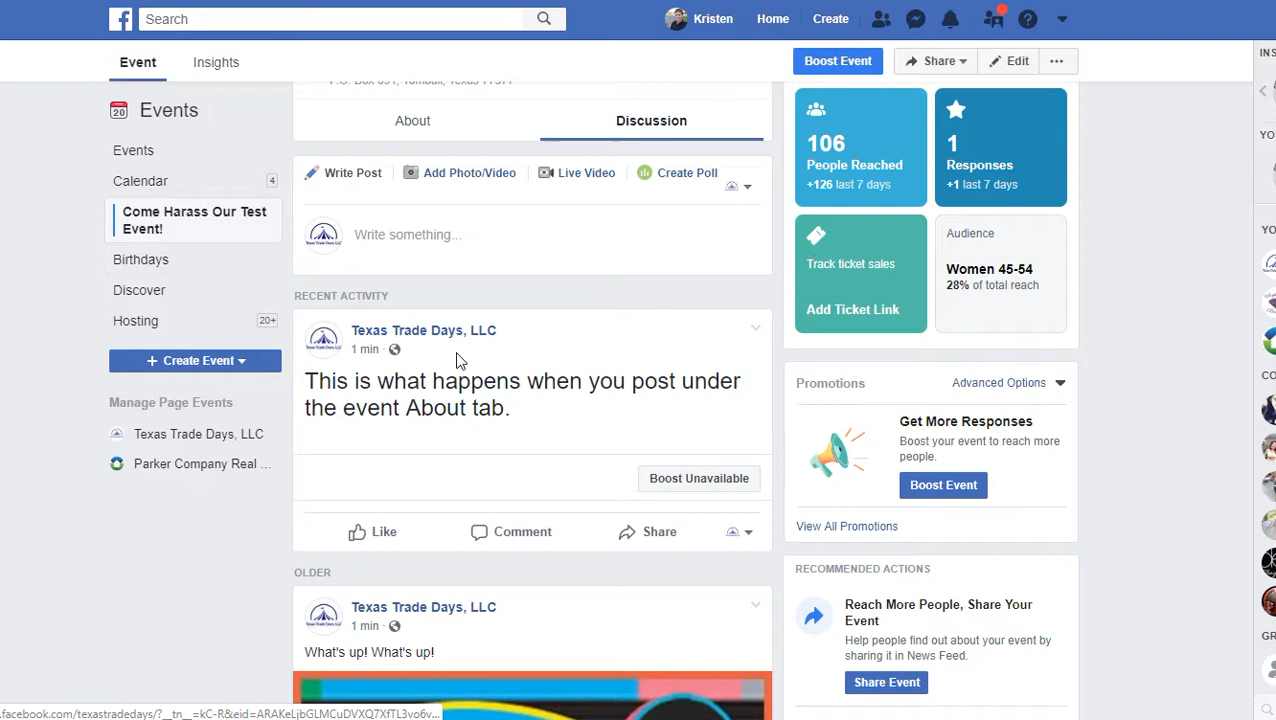 Search
Kristen
Home
Create
Event
Insights
Boost Event
Share
Edit
Events
Events
Calendar
4
Come Harass Our Test
Event!
Birthdays
Discover
Hosting
20+
+ Create Event
Manage Page Events
Texas Trade Days, LLC
Parker Company Real ...
About
Discussion
Write Post
Add Photo/Video
Live Video
Create Poll
Write something...
RECENT ACTIVITY
Texas Trade Days, LLC
1 min
This is what happens when you post under
the event About tab.
Boost Unavailable
Like
Comment
Share
OLDER
Texas Trade Days, LLC
1 min
What's up! What's up!
106
People Reached
+126 last 7 days
1
Responses
+1 last 7 days
Track ticket sales
Add Ticket Link
Audience
Women 45-54
28% of total reach
Promotions
Advanced Options
Get More Responses
Boost your event to reach more
people.
Boost Event
View All Promotions
RECOMMENDED ACTIONS
Reach More People, Share Your
Event
Help people find out about your event by
sharing it in News Feed.
Share Event